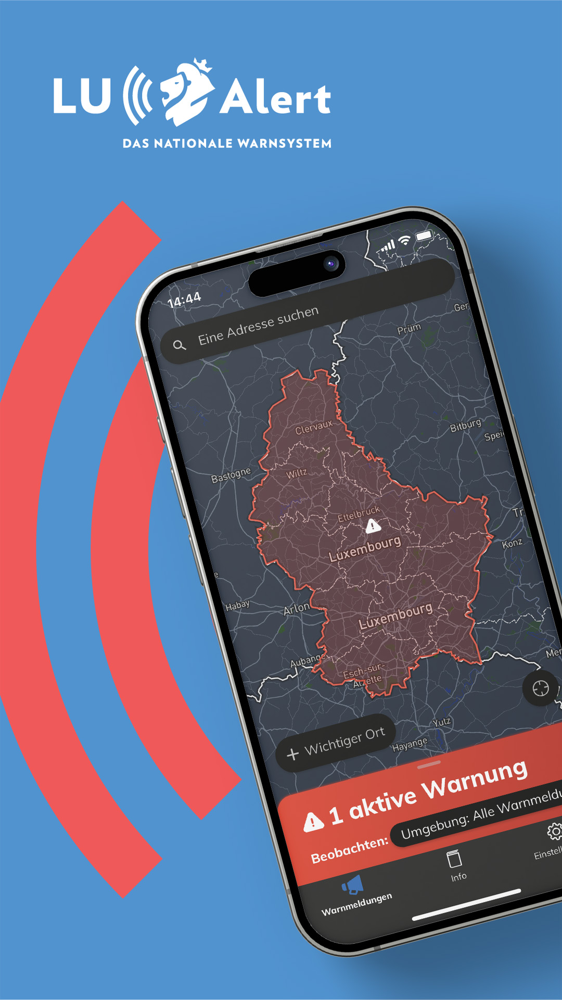 LU Alert
DAS NATIONALE WARNSYSTEM
14:44
Eine Adresse suchen
Ger
Prüm
Clervaux
Bitburg
Spei
Bastogne
Wiltz
Ettelbruck
Luxembourg
Tr
Konz
e
Habay
Arlon
Luxembourg
Aubange
Esch-sur-
Alzette
Mer
Yutz
Hayange
+ Wichtiger Ort
1 aktive Warnung
Beobachten: Umgebung: Alle Warnmeldu
Warnmeldungen
Info
Einstell